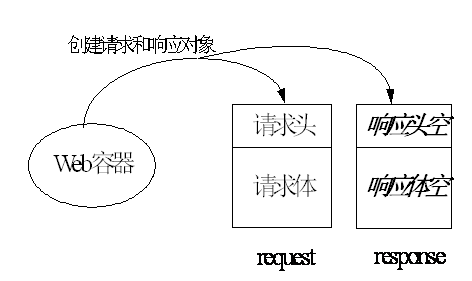 创建请求和响应对象
Web容器
请求头
响应头空
请求体
响应体空
request
response